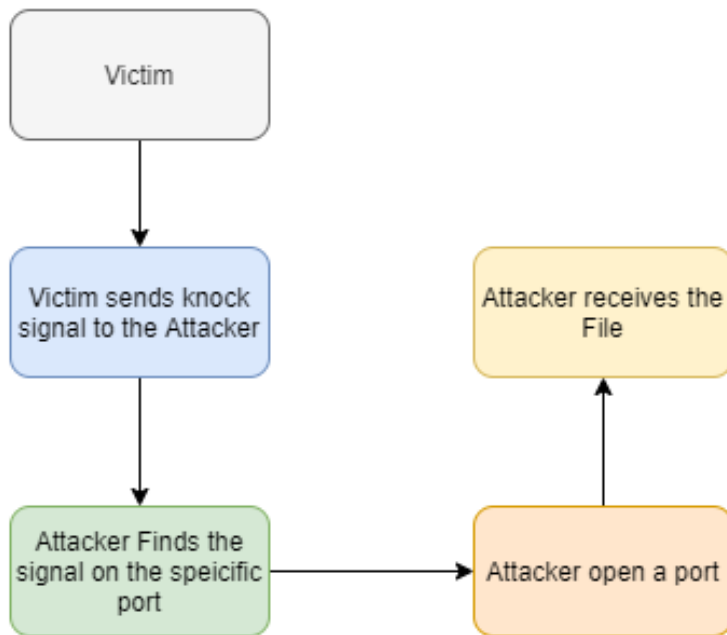 Victim
Victim sends knock
signal to the Attacker
Attacker Finds the
signal on the speicific
port
Attacker open a port
Attacker receives the
File